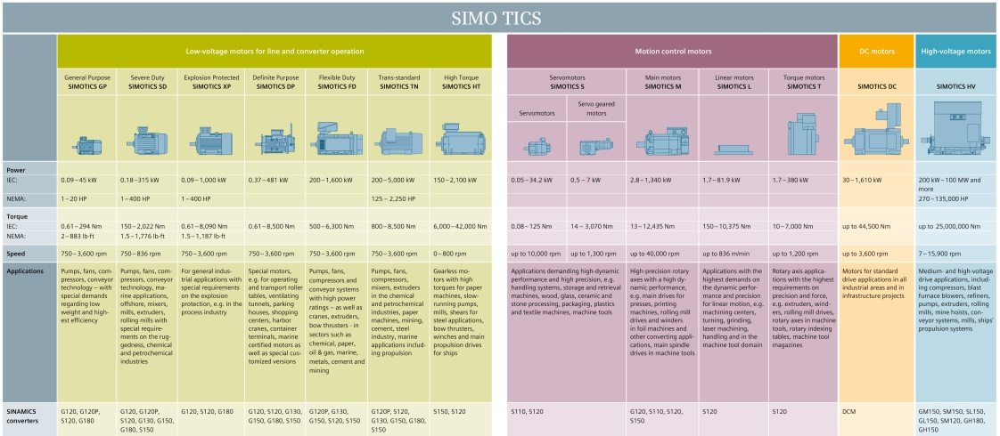 SIMO TICS
Low-voltage motors for line and converter operation
Motion control motors
DC motors
High-voltage motors
General Purpose
SIMOTICS GP
Severe Duty
SIMOTICS SD
Explosion Protected
SIMOTICS XP
Definite Purpose
SIMOTICS DP
Flexible Duty
SIMOTICS FD
Trans-standard
SIMOTICS TN
High Torque
SIMOTICS HT
Servomotors
SIMOTICS S
Servomotors
Servo geared
motors
Main motors
SIMOTICS M
Linear motors
SIMOTICS L
Torque motors
SIMOTICS T
SIMOTICS DC
SIMOTICS HV
Power
IEC: 0.09–45 kW 0.18–315 kW 0.09–1,000 kW 0.37–481 kW 200–1,600 kW 200–5,000 kW 150–2,100 kW 0.05–34.2 kW 0.5–7 kW 2.8–1,340 kW 1.7–81.9 kW 1.7–380 kW 30–1,610 kW 200 kW–100 MW and
more
NEMA: 1–20 HP 1–400 HP 1–400 HP 125–2,250 HP 270–135,000 HP
Torque
IEC: 0.61–294 Nm 150–2,022 Nm 0.61–8,090 Nm 0.61–8,500 Nm 500–6,300 Nm 800–8,500 Nm 6,000–42,000 Nm 0.08–125 Nm 14–3,070 Nm 13–12,435 Nm 150–10,375 Nm 10–7,000 Nm up to 44,500 Nm up to 25,000,000 Nm
NEMA: 2–883 lb-ft 1.5–1,776 lb-ft 1.5–1,187 lb-ft
Speed 750–3,600 rpm 750–836 rpm 750–3,600 rpm 750–3,600 rpm 750–3,600 rpm 750–3,600 rpm 0–800 rpm up to 10,000 rpm up to 1,300 rpm up to 40,000 rpm up to 836 m/min up to 1,200 rpm up to 3,600 rpm 7–15,900 rpm
Applications
Pumps, fans, com-
pressors, conveyor
technology – with
special demands
regarding low
weight and high-
est efficiency
Pumps, fans, com-
pressors, conveyor
technology, ma-
rine applications,
offshore, mixers,
mills, extruders,
rolling mills with
special require-
ments on the rug-
gedness, chemical
and petrochemical
industries
For general indus-
trial applications with
special requirements
on the explosion
protection, e.g. in the
process industry
Special motors,
e.g. for operating
and transport roller
tables, ventilating
tunnels, parking
houses, shopping
centers, harbor
cranes, container
terminals, marine
certified motors as
well as special cus-
tomized versions
Pumps, fans,
compressors and
conveyor systems
with high power
ratings – as well as
cranes, extruders,
bow thrusters - in
sectors such as
chemical, paper,
oil & gas, marine,
metals, cement and
mining
Pumps, fans,
compressors,
mixers, extruders
in the chemical
and petrochemical
industries, paper
machines, mining,
cement, steel
industry, marine
applications includ-
ing propulsion
Gearless mo-
tors with high
torques for paper
machines, slow-
running pumps,
mills, shears for
steel applications,
bow thrusters,
winches and main
propulsion drives
for ships
Applications demanding high-dynamic
performance and high precision, e.g.
handling systems, storage and retrieval
machines, wood, glass, ceramic and
stone processing, packaging, plastics
and textile machines, machine tools
High-precision rotary
axes with a high dy-
namic performance,
e.g. main drives for
presses, printing
machines, rolling mill
drives and winders
in foil machines and
other converting appli-
cations, main spindle
drives in machine tools
Applications with the
highest demands on
the dynamic perfor-
mance and precision
for linear motion, e.g.
machining centers,
turning, grinding,
laser machining,
handling and in the
machine tool domain
Rotary axis applica-
tions with the highest
requirements on
precision and force,
e.g. extruders, wind-
ers, rolling mill drives,
rotary axes in machine
tools, rotary indexing
tables, machine tool
magazines
Motors for standard
drive applications in all
industrial areas and in
infrastructure projects
Medium- and high-voltage
drive applications, includ-
ing compressors, blast
furnace blowers, refiners,
pumps, extruders, rolling
mills, mine hoists, con-
veyor systems, mills, ships'
propulsion systems
SINAMICS
converters
G120, G120P,
S120, G180
G120, G120P,
S120, G130, G150,
G180, S150
G120, S120, G180
G120, S120, G130,
G150, G180, S150
G120P, G130,
G150, S120, S150
G120P, S120,
G130, G150, G180,
S150
S150, S120
S110, S120
G120, S110, S120,
S150
S120
S120
DCM
GM150, SM150, SL150,
GL150, SM120, GH180,
GH150